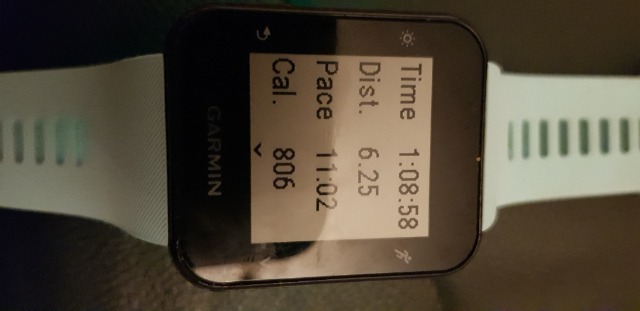 Time 1:08:58
Dist. 6.25
Pace 11:02
Cal. 806
GARMIN